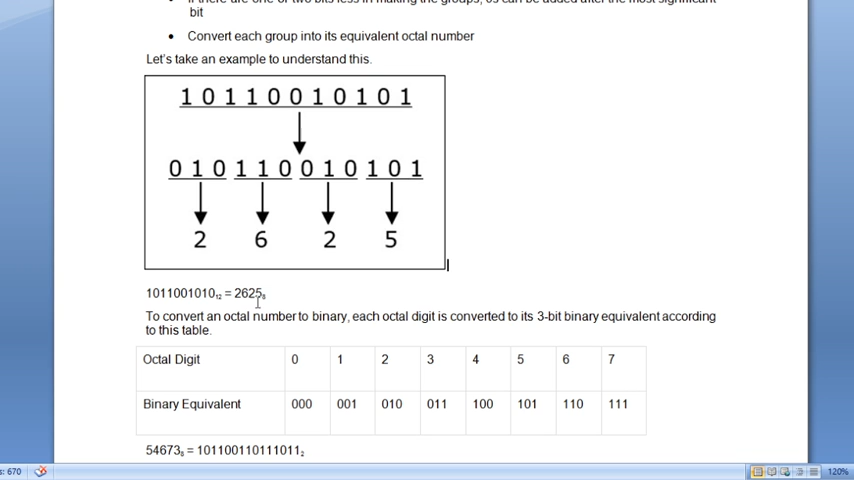 bit
• Convert each group into its equivalent octal number
Let's take an example to understand this.
1 0 1 1 0 0 1 0 1 0 1
0 1 0 1 1 0 0 1 0 1 0 1
2 6 2 5
1011001010₁₂ = 2625₈
To convert an octal number to binary, each octal digit is converted to its 3-bit binary equivalent according
to this table.
Octal Digit 0 1 2 3 4 5 6 7
Binary Equivalent 000 001 010 011 100 101 110 111
54673₈ = 101100110111011₂
s: 670 120%